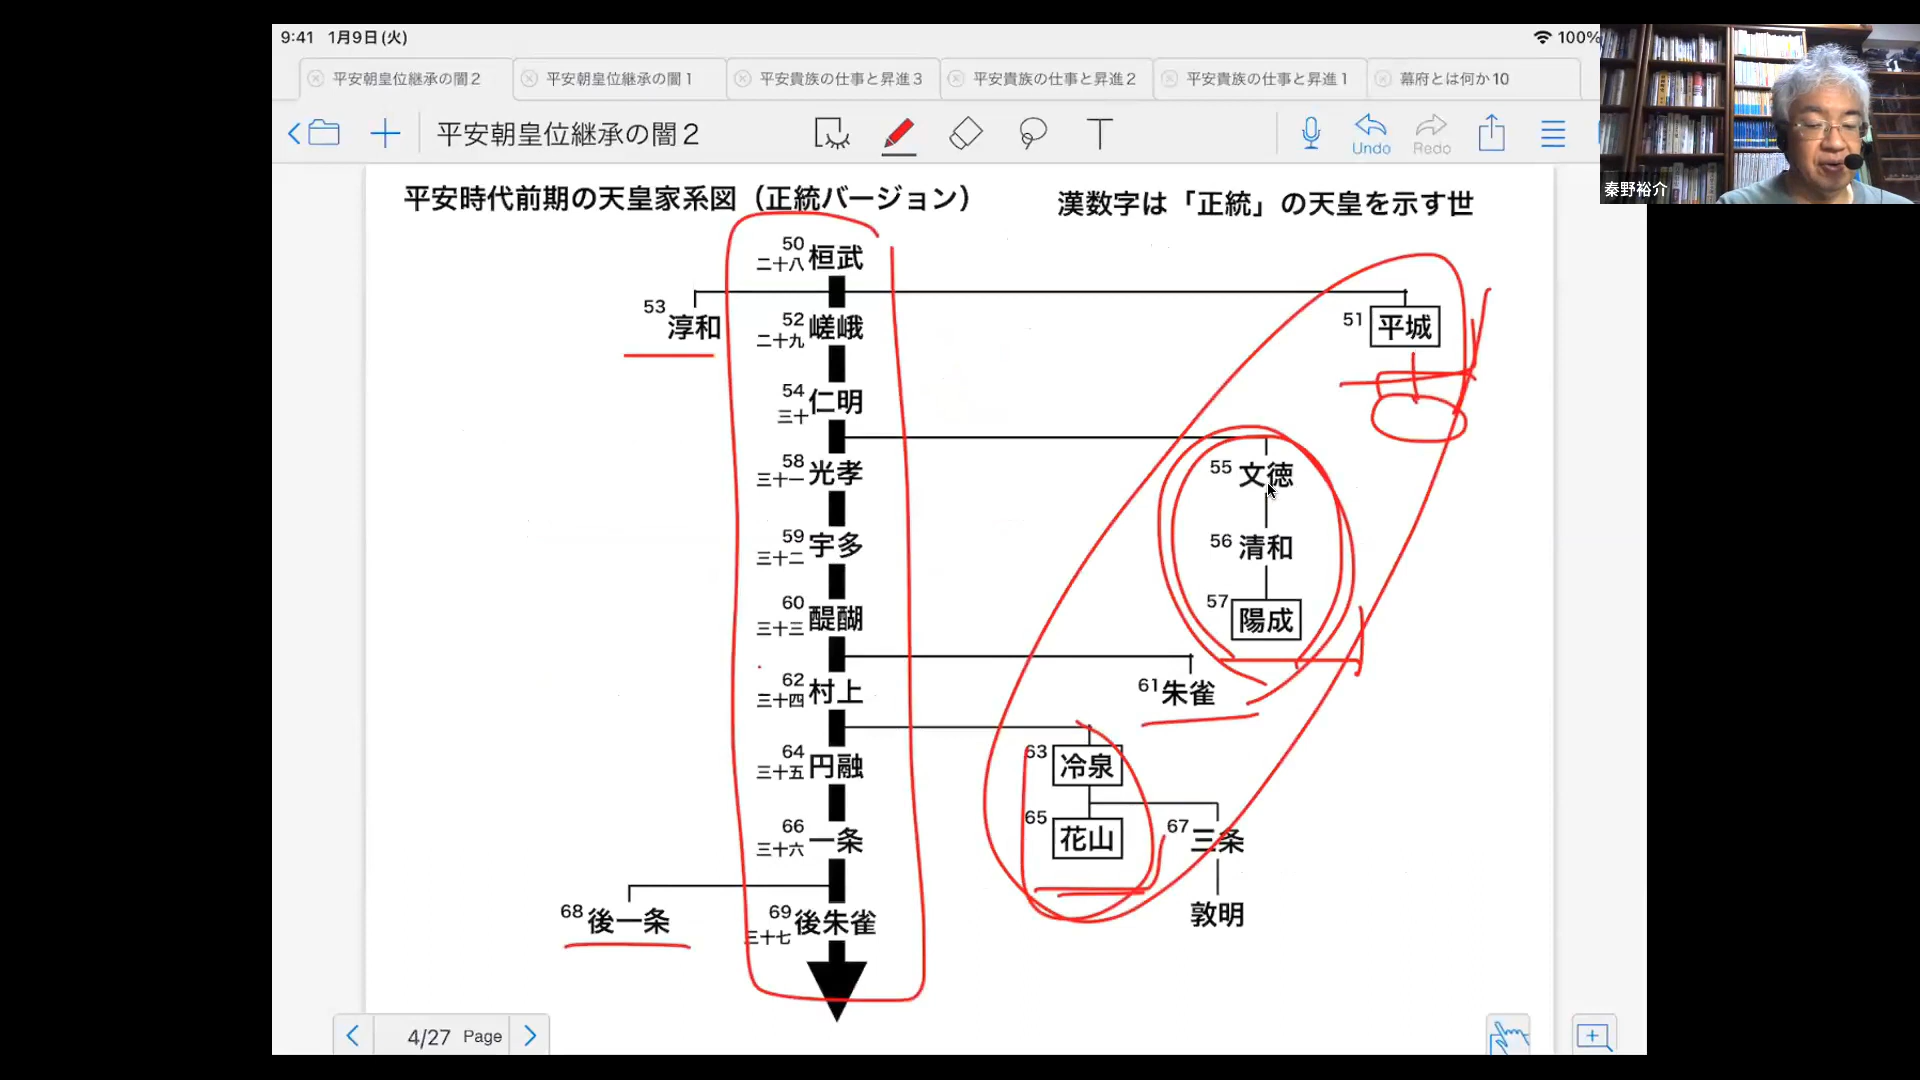 9:41 1月9日(火)
100%
平安朝皇位継承の闇2
平安朝皇位継承の闇1
平安貴族の仕事と昇進3
平安貴族の仕事と昇進2
平安貴族の仕事と昇進1
幕府とは何か10
平安朝皇位継承の闇2
Undo
Redo
秦野裕介
平安時代前期の天皇家系図（正統バージョン）
漢数字は「正統」の天皇を示す世
50
二十八 桓武
53 淳和
52
二十九 嵯峨
51 平城
54
三十 仁明
58
三十一 光孝
55 文徳
59
三十二 宇多
56 清和
60
三十三 醍醐
57 陽成
62
三十四 村上
61 朱雀
64
三十五 円融
63 冷泉
66
三十六 一条
65 花山
67 三条
68 後一条
69
三十七 後朱雀
敦明
4/27 Page